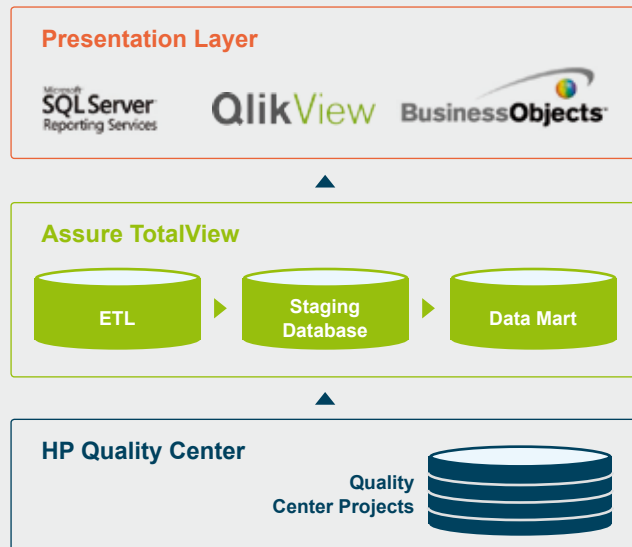 Presentation Layer
Microsoft
SQL Server
Reporting Services
QlikView
BusinessObjects
Assure TotalView
ETL
Staging
Database
Data Mart
HP Quality Center
Quality
Center Projects